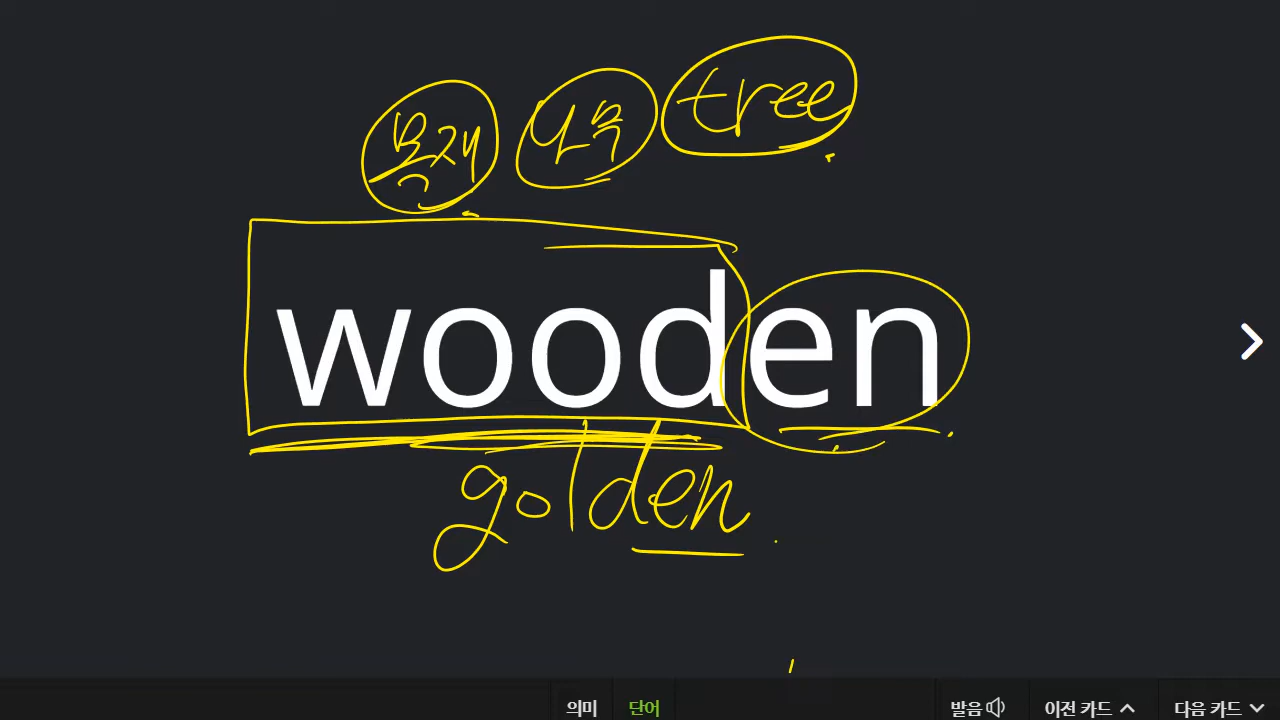 목재 나무 tree
wooden
golden
의미 단어 발음 이전 카드 다음 카드